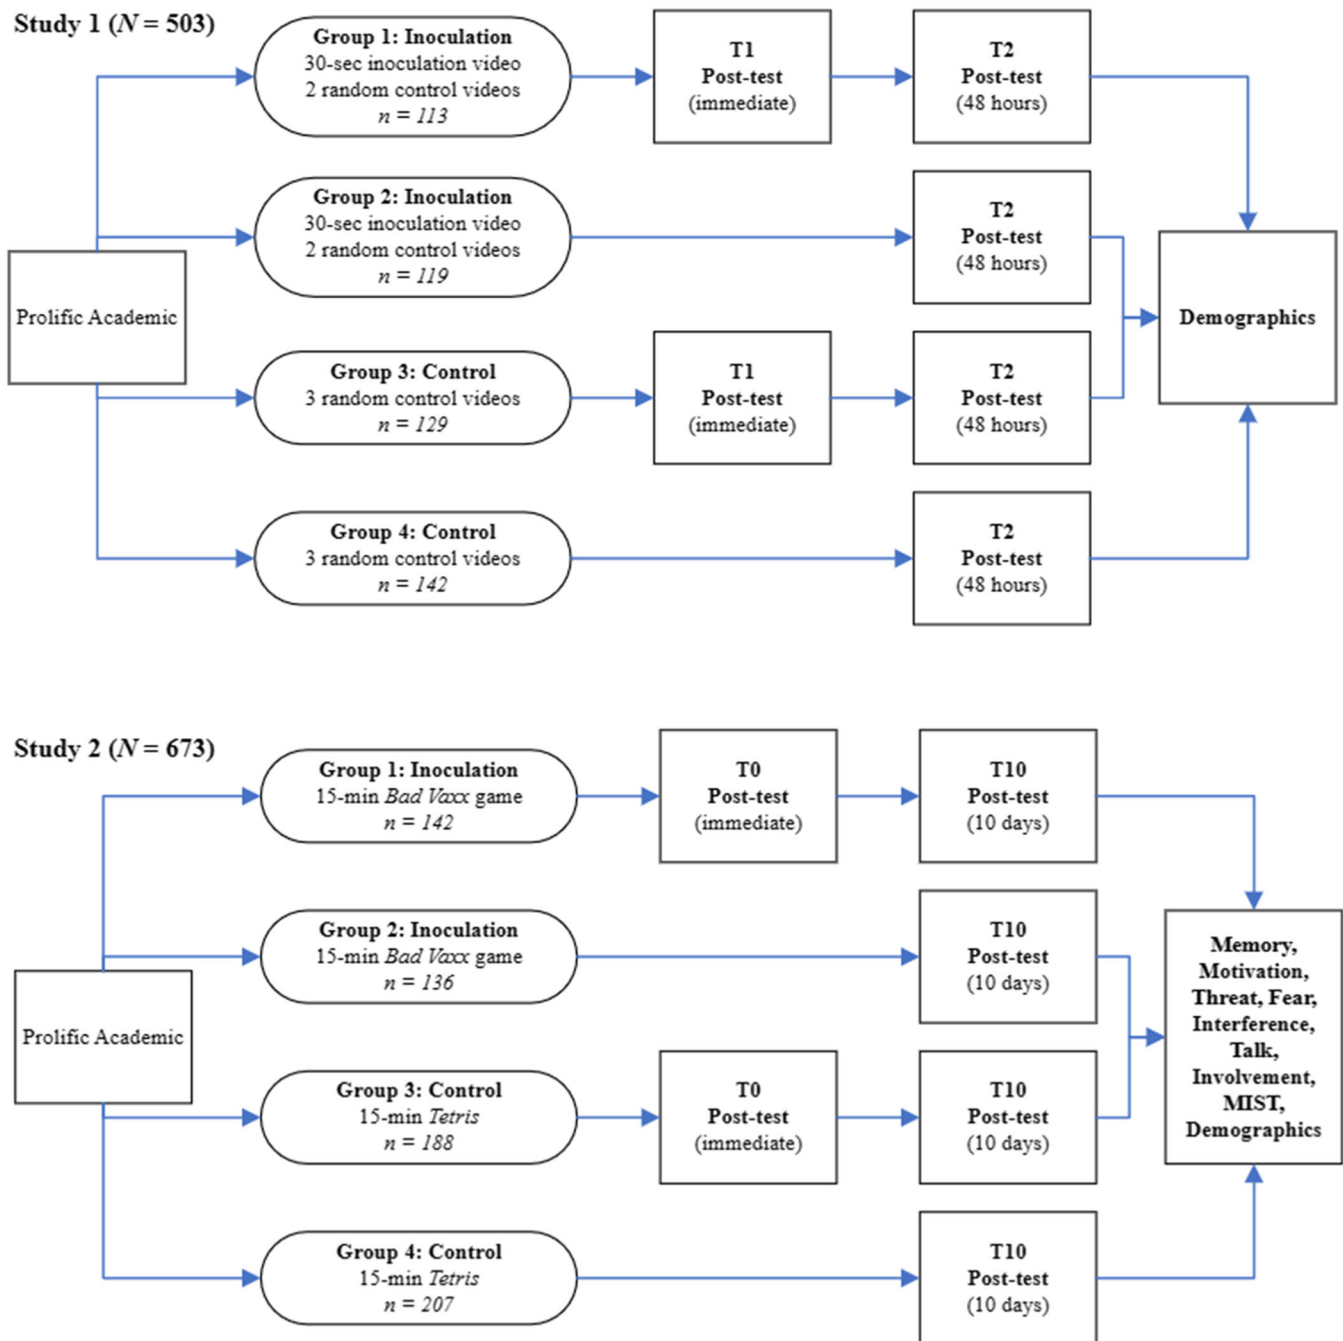 Study 1 (N = 503)
Group 1: Inoculation
30-sec inoculation video
2 random control videos
n = 113
T1
Post-test
(immediate)
T2
Post-test
(48 hours)
Group 2: Inoculation
30-sec inoculation video
2 random control videos
n = 119
T2
Post-test
(48 hours)
Prolific Academic
Demographics
Group 3: Control
3 random control videos
n = 129
T1
Post-test
(immediate)
T2
Post-test
(48 hours)
Group 4: Control
3 random control videos
n = 142
T2
Post-test
(48 hours)
Study 2 (N = 673)
Group 1: Inoculation
15-min Bad Vaxx game
n = 142
T0
Post-test
(immediate)
T10
Post-test
(10 days)
Group 2: Inoculation
15-min Bad Vaxx game
n = 136
T10
Post-test
(10 days)
Prolific Academic
Memory,
Motivation,
Threat, Fear,
Interference,
Talk,
Involvement,
MIST,
Demographics
Group 3: Control
15-min Tetris
n = 188
T0
Post-test
(immediate)
T10
Post-test
(10 days)
Group 4: Control
15-min Tetris
n = 207
T10
Post-test
(10 days)